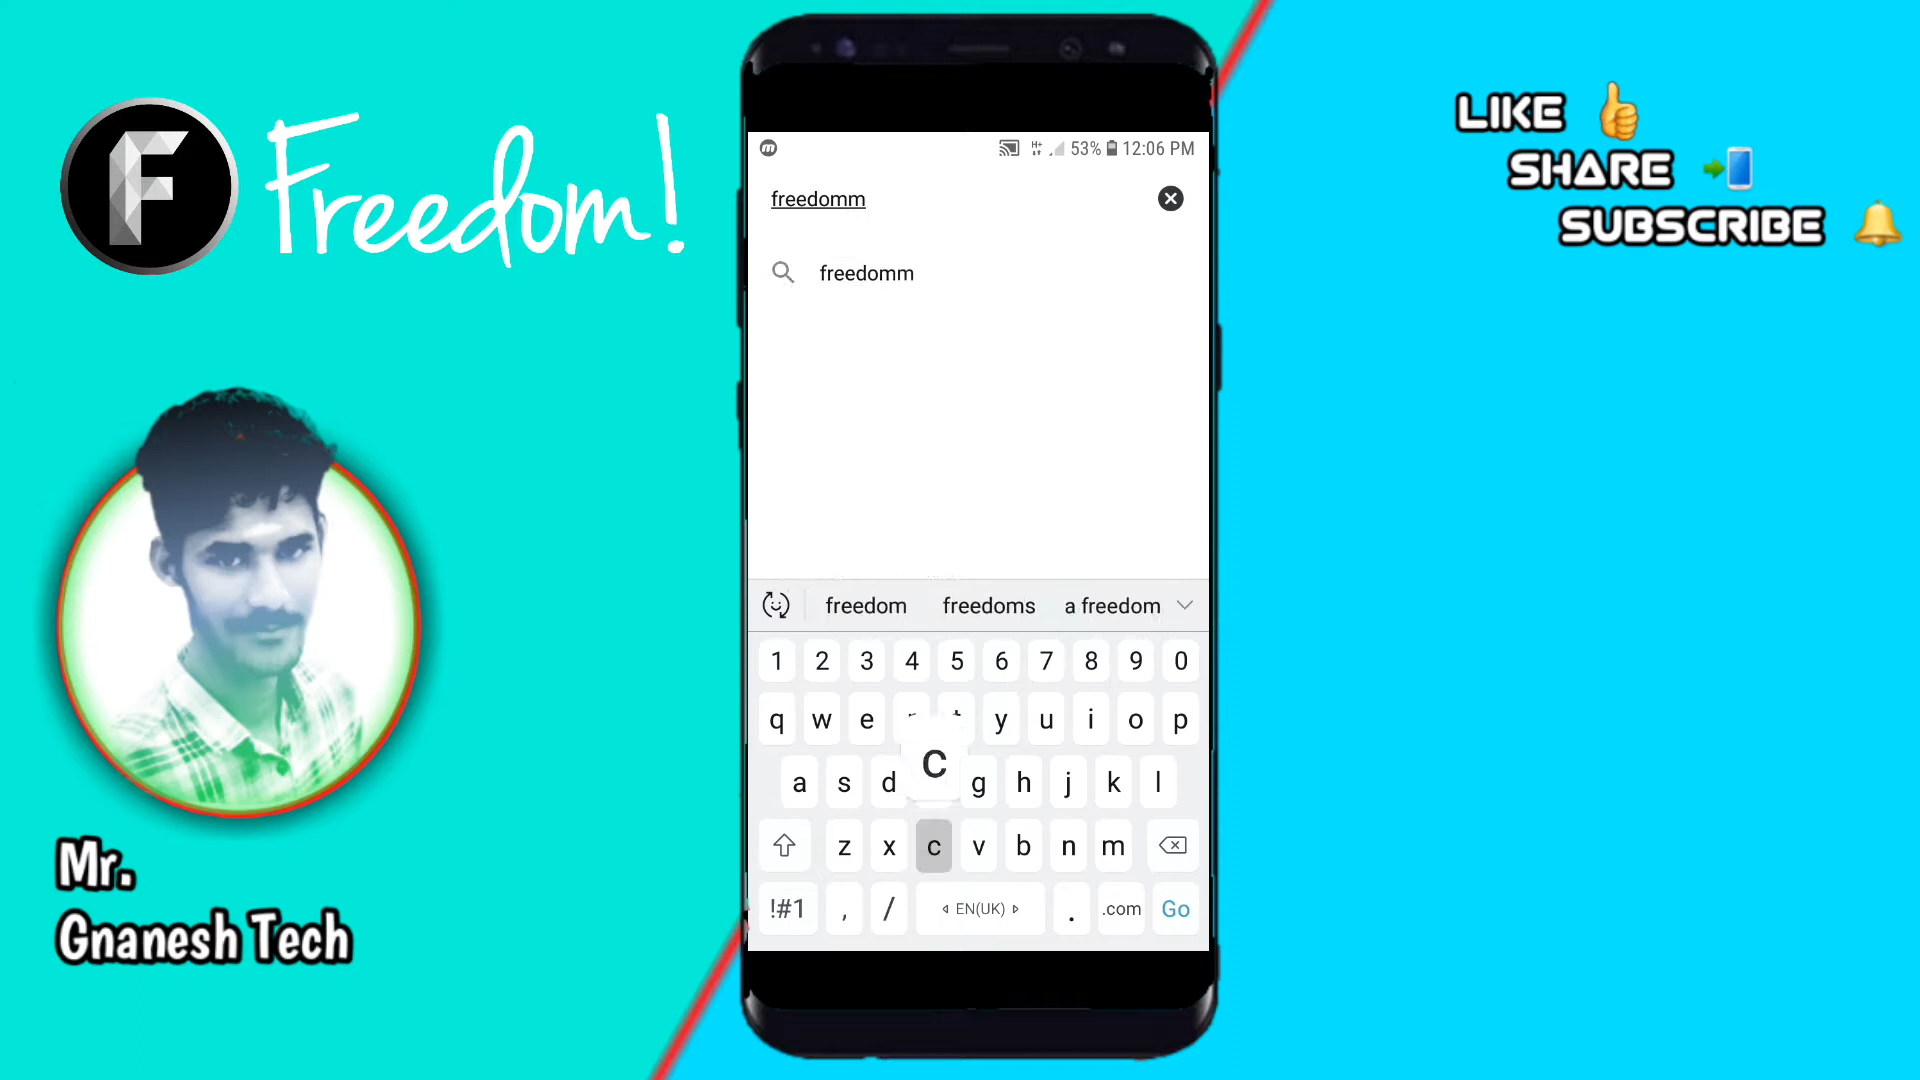 F
Freedom!
LIKE 👍
SHARE 📲
SUBSCRIBE 🔔
m H+ 53% 12:06 PM
freedomm
freedomm
freedom freedoms a freedom
1 2 3 4 5 6 7 8 9 0
q w e y u i o p
c
a s d g h j k l
z x c v b n m
!#1 , / EN(UK) . .com Go
Mr.
Gnanesh Tech